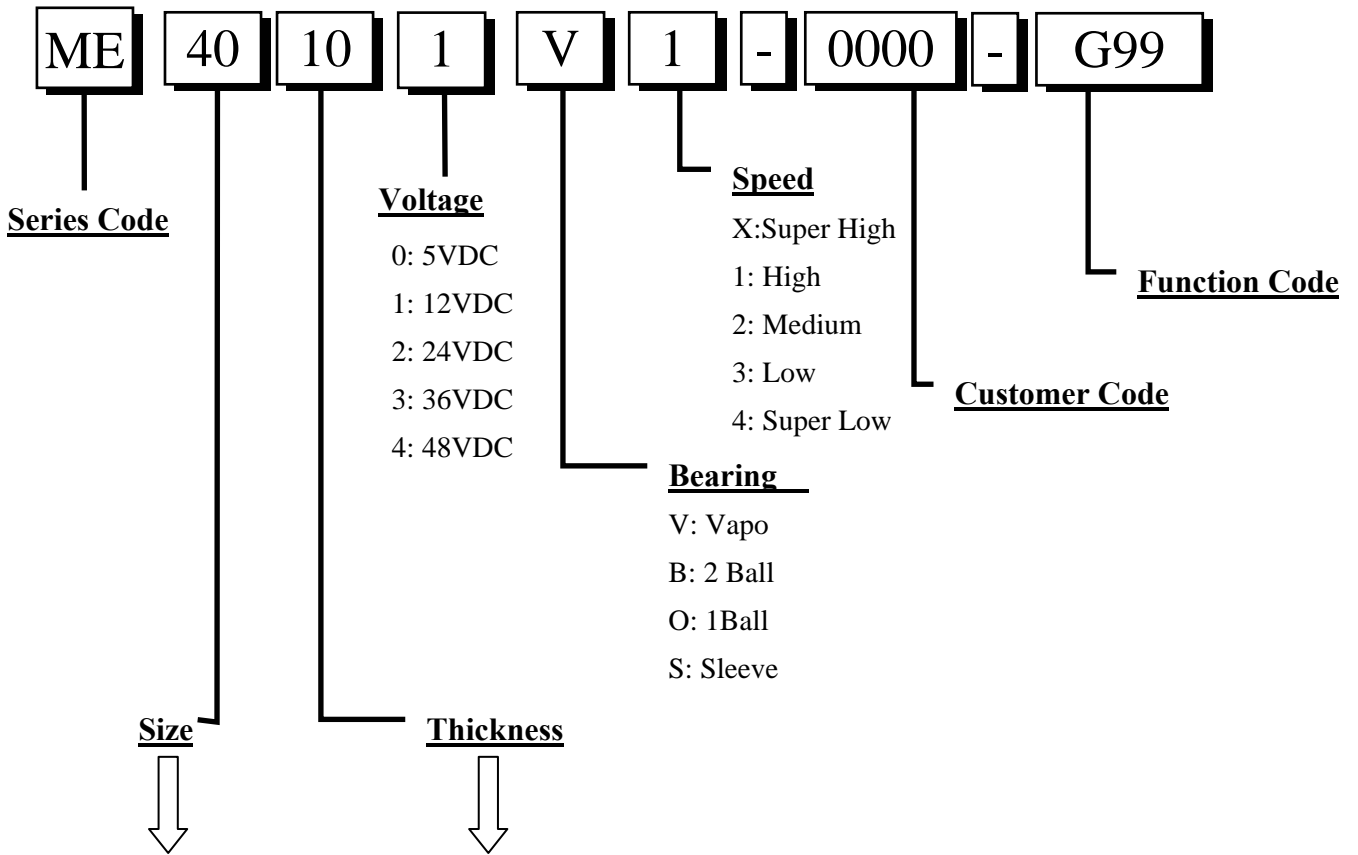 ME 40 10 1 V 1 - 0000 - G99
Series Code
Voltage
0: 5VDC
1: 12VDC
2: 24VDC
3: 36VDC
4: 48VDC
Speed
X:Super High
1: High
2: Medium
3: Low
4: Super Low
Function Code
Customer Code
Bearing
V: Vapo
B: 2 Ball
O: 1Ball
S: Sleeve
Size
Thickness